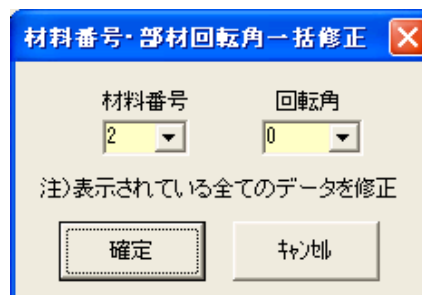 材料番号・部材回転角一括修正
材料番号 回転角
2 0
注)表示されている全てのデータを修正
確定 ｷｬﾝｾﾙ